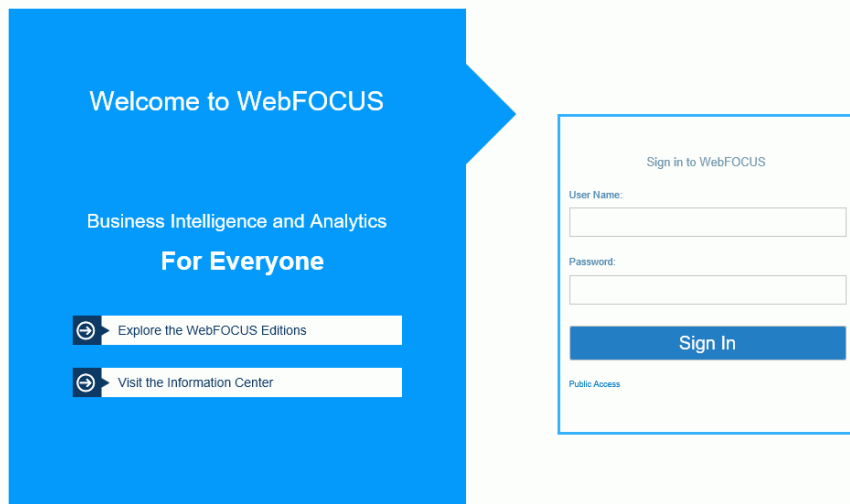 Welcome to WebFOCUS
Business Intelligence and Analytics
For Everyone
Explore the WebFOCUS Editions
Visit the Information Center
Sign in to WebFOCUS
User Name:
Password:
Sign In
Public Access